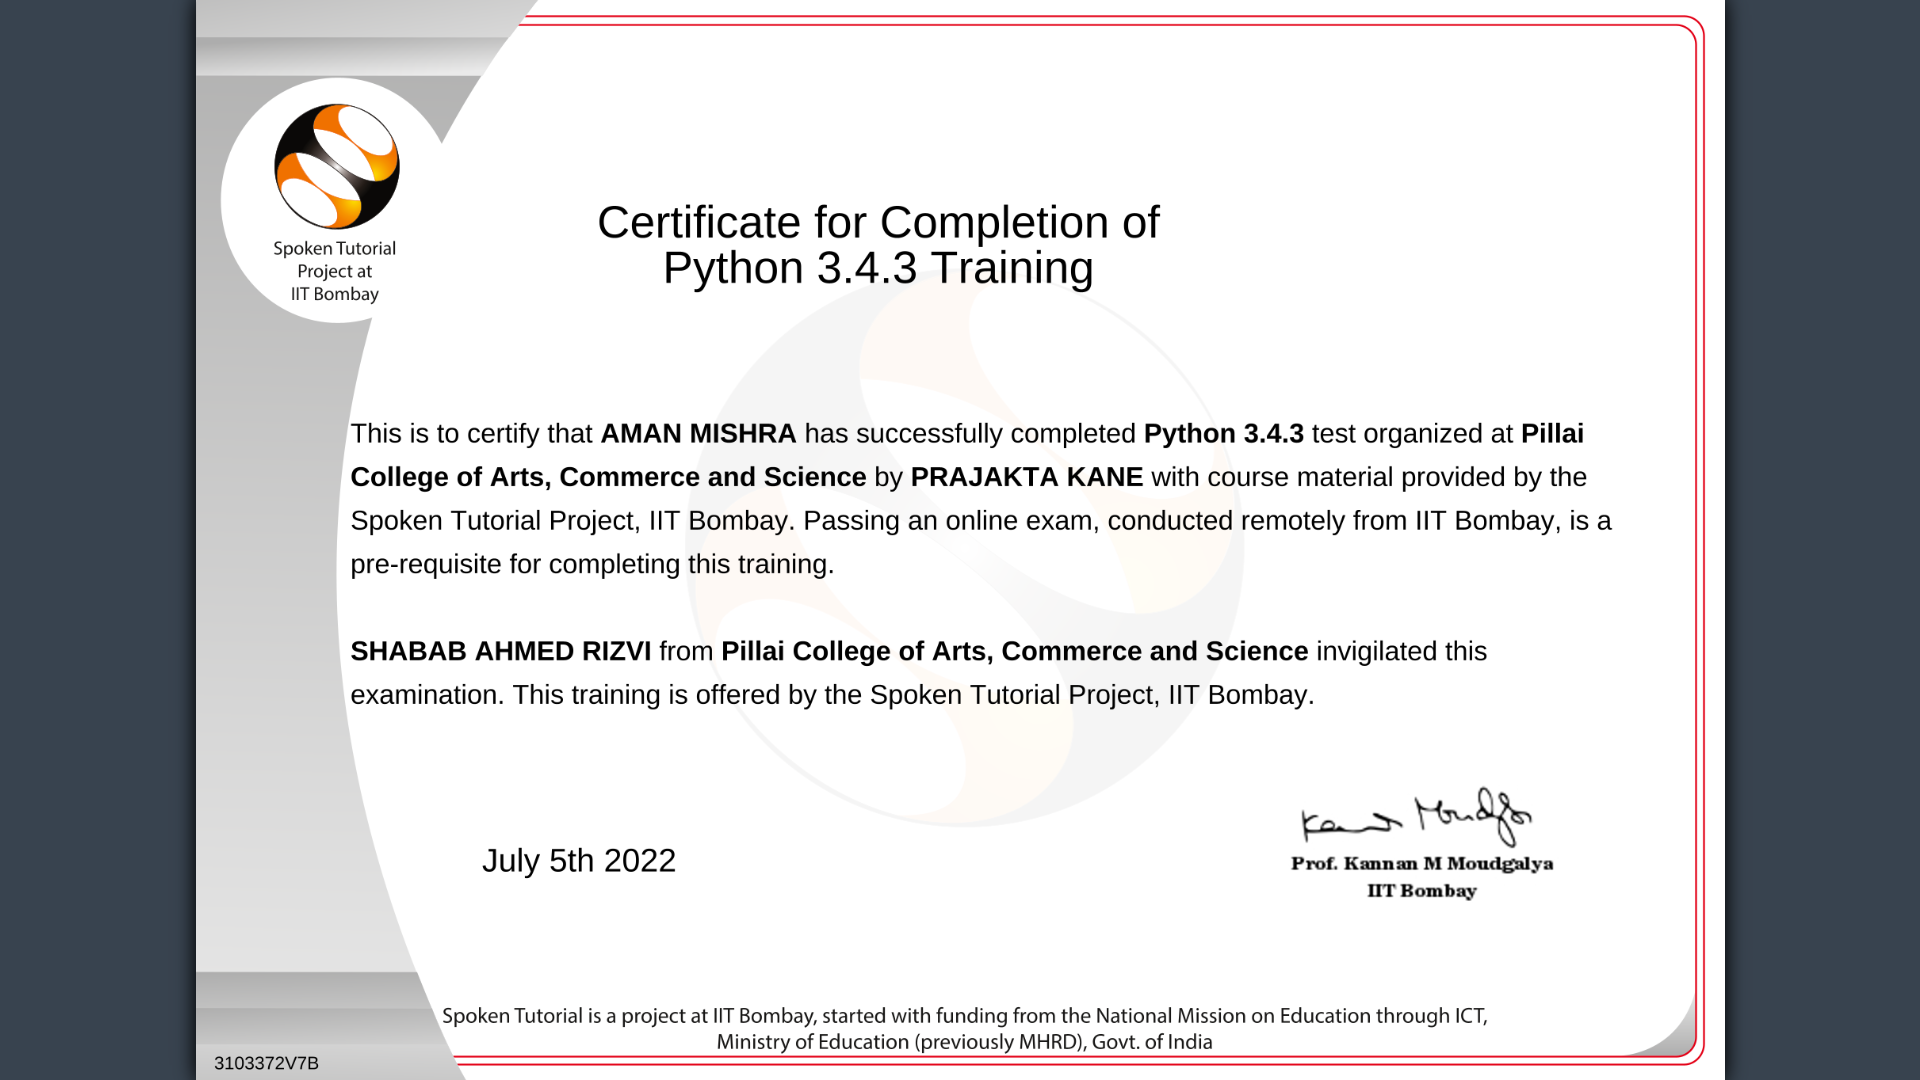 Spoken Tutorial
Project at
IIT Bombay
Certificate for Completion of
Python 3.4.3 Training
This is to certify that AMAN MISHRA has successfully completed Python 3.4.3 test organized at Pillai
College of Arts, Commerce and Science by PRAJAKTA KANE with course material provided by the
Spoken Tutorial Project, IIT Bombay. Passing an online exam, conducted remotely from IIT Bombay, is a
pre-requisite for completing this training.
SHABAB AHMED RIZVI from Pillai College of Arts, Commerce and Science invigilated this
examination. This training is offered by the Spoken Tutorial Project, IIT Bombay.
July 5th 2022
Kannan Moudgalya
Prof. Kannan M Moudgalya
IIT Bombay
Spoken Tutorial is a project at IIT Bombay, started with funding from the National Mission on Education through ICT,
Ministry of Education (previously MHRD), Govt. of India
3103372V7B